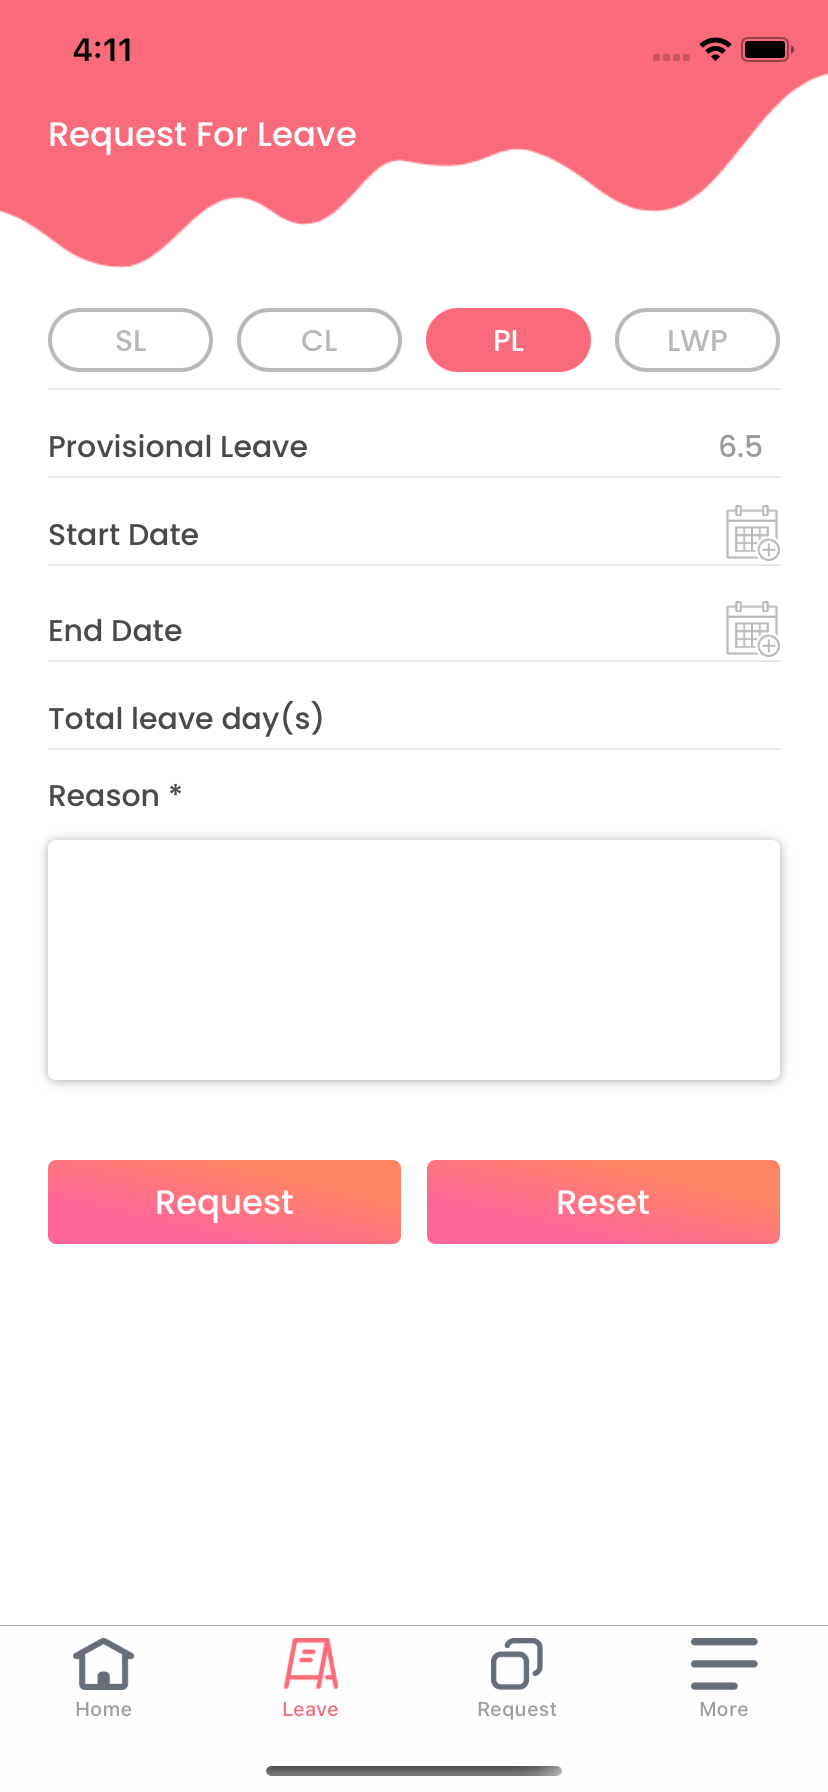 4:11
Request For Leave
SL CL PL LWP
Provisional Leave 6.5
Start Date
End Date
Total leave day(s)
Reason *
Request Reset
Home Leave Request More